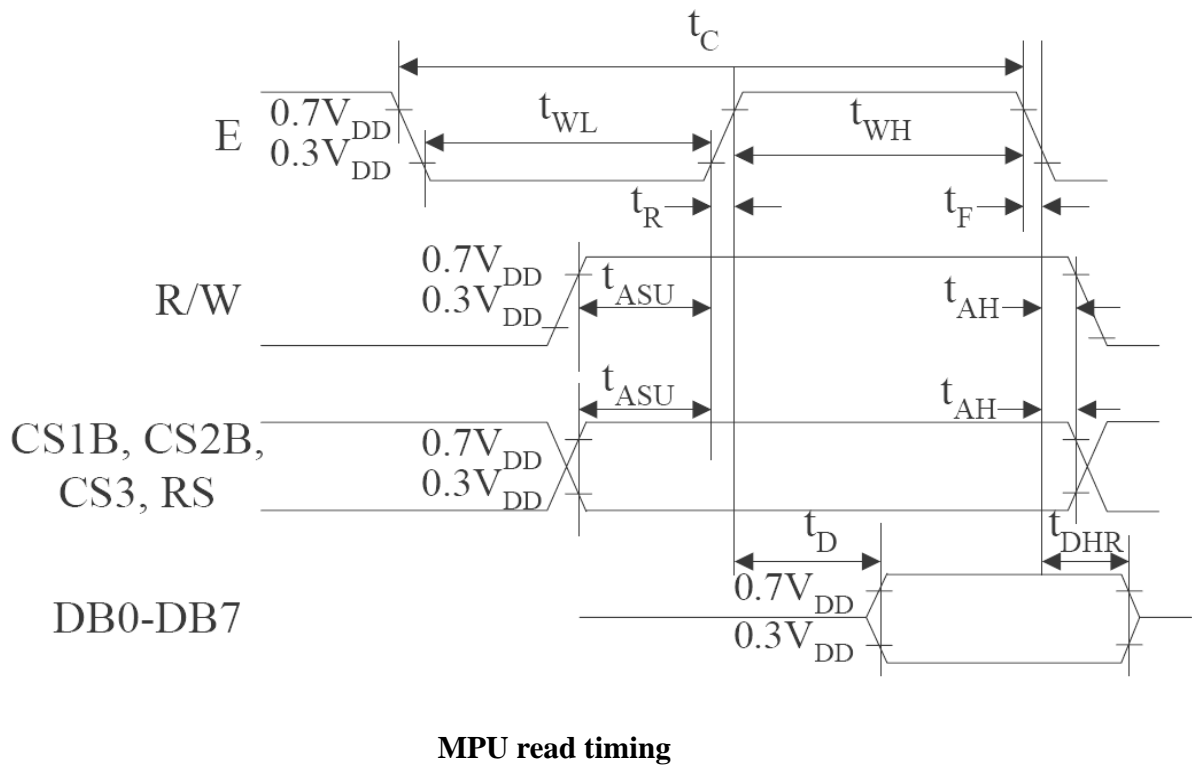 tC
0.7VDD
tWL
tWH
E
0.3VDD
tR
tF
0.7VDD
tASU
R/W
0.3VDD
tAH
tASU
tAH
CS1B, CS2B,
0.7VDD
CS3, RS
0.3VDD
tD
tDHR
0.7VDD
DB0-DB7
0.3VDD
MPU read timing